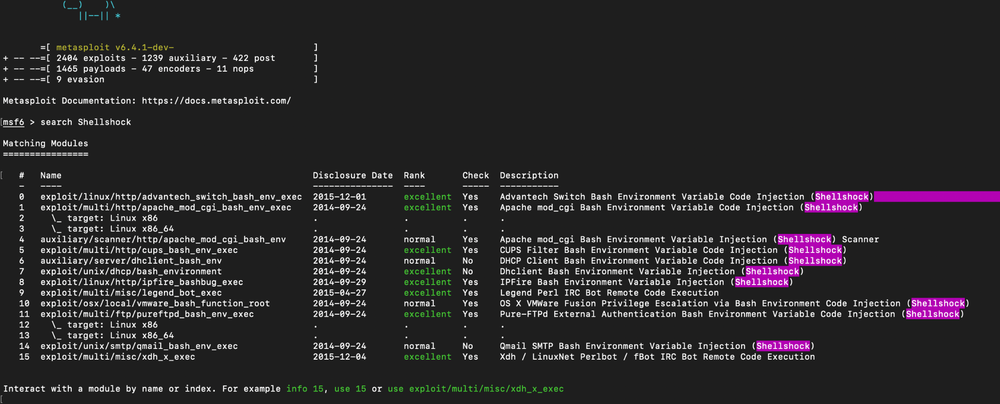 (__)    )\
||--|| *
=[ metasploit v6.4.1-dev-                          ]
+ -- --=[ 2404 exploits - 1239 auxiliary - 422 post       ]
+ -- --=[ 1465 payloads - 47 encoders - 11 nops           ]
+ -- --=[ 9 evasion                                       ]
Metasploit Documentation: https://docs.metasploit.com/
[msf6 > search Shellshock
Matching Modules
================
[   #   Name                                               Disclosure Date  Rank       Check  Description
-   ----                                               ---------------  ----       -----  -----------
0   exploit/linux/http/advantech_switch_bash_env_exec  2015-12-01       excellent  Yes    Advantech Switch Bash Environment Variable Code Injection (Shellshock)
1   exploit/multi/http/apache_mod_cgi_bash_env_exec    2014-09-24       excellent  Yes    Apache mod_cgi Bash Environment Variable Code Injection (Shellshock)
2     \_ target: Linux x86                             .                .          .      .
3     \_ target: Linux x86_64                          .                .          .      .
4   auxiliary/scanner/http/apache_mod_cgi_bash_env     2014-09-24       normal     Yes    Apache mod_cgi Bash Environment Variable Injection (Shellshock) Scanner
5   exploit/multi/http/cups_bash_env_exec              2014-09-24       excellent  Yes    CUPS Filter Bash Environment Variable Code Injection (Shellshock)
6   auxiliary/server/dhclient_bash_env                 2014-09-24       normal     No     DHCP Client Bash Environment Variable Code Injection (Shellshock)
7   exploit/unix/dhcp/bash_environment                 2014-09-24       excellent  No     Dhclient Bash Environment Variable Injection (Shellshock)
8   exploit/linux/http/ipfire_bashbug_exec             2014-09-29       excellent  Yes    IPFire Bash Environment Variable Injection (Shellshock)
9   exploit/multi/misc/legend_bot_exec                 2015-04-27       excellent  Yes    Legend Perl IRC Bot Remote Code Execution
10  exploit/osx/local/vmware_bash_function_root        2014-09-24       normal     Yes    OS X VMWare Fusion Privilege Escalation via Bash Environment Code Injection (Shellshock)
11  exploit/multi/ftp/pureftpd_bash_env_exec           2014-09-24       excellent  Yes    Pure-FTPd External Authentication Bash Environment Variable Code Injection (Shellshock)
12    \_ target: Linux x86                             .                .          .      .
13    \_ target: Linux x86_64                          .                .          .      .
14  exploit/unix/smtp/qmail_bash_env_exec              2014-09-24       normal     No     Qmail SMTP Bash Environment Variable Injection (Shellshock)
15  exploit/multi/misc/xdh_x_exec                      2015-12-04       excellent  Yes    Xdh / LinuxNet Perlbot / fBot IRC Bot Remote Code Execution
Interact with a module by name or index. For example info 15, use 15 or use exploit/multi/misc/xdh_x_exec
[